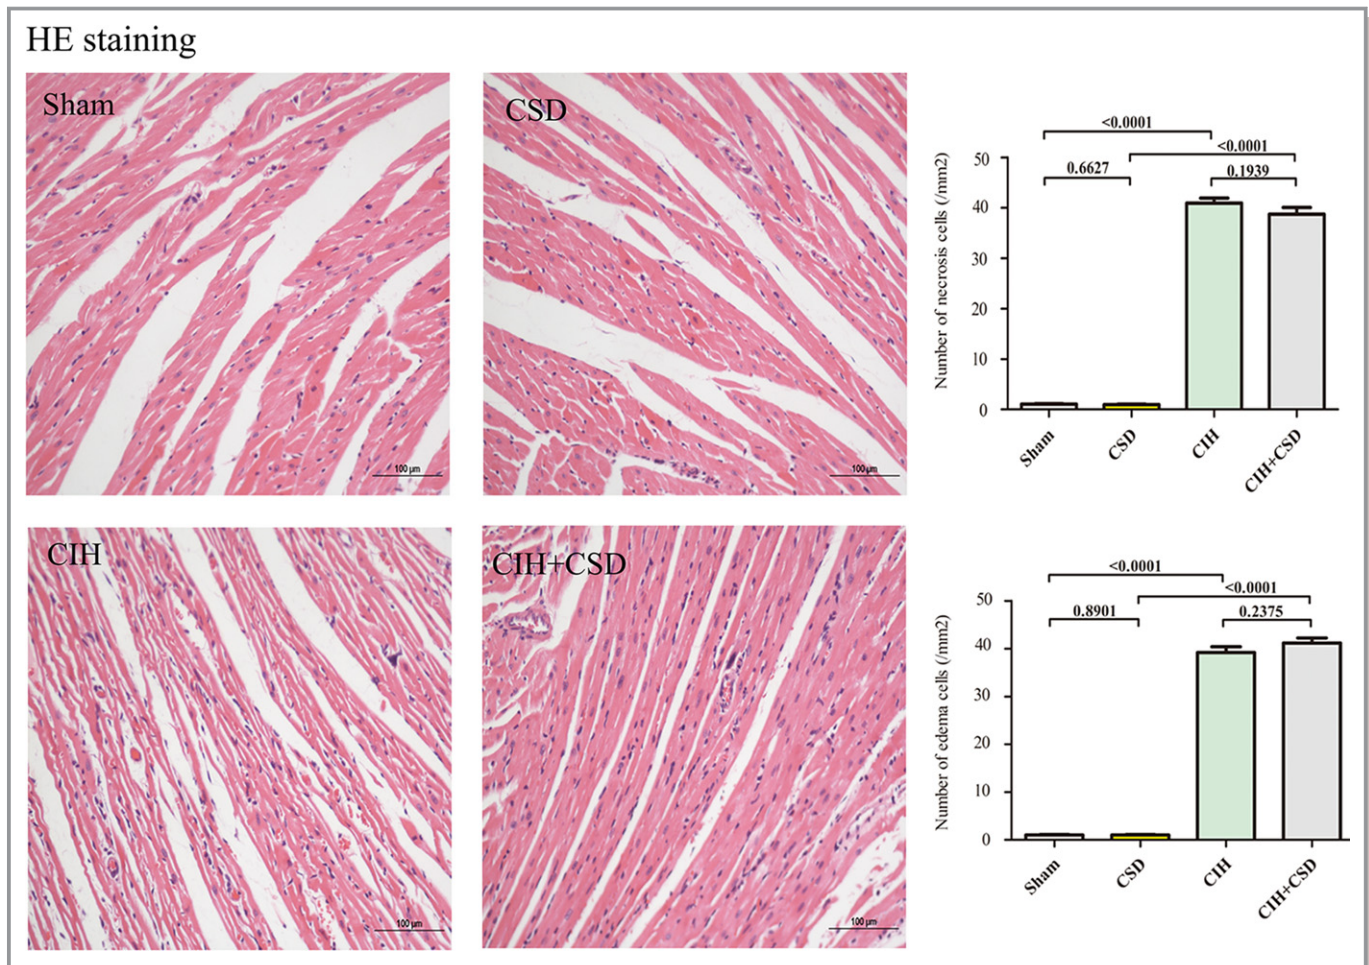 HE staining
Sham
100 µm
CSD
100 µm
CIH
100 µm
CIH+CSD
100 µm
Number of necrosis cells (/mm2)
50
40
30
20
10
0
<0.0001
<0.0001
0.6627
0.1939
Sham
CSD
CIH
CIH+CSD
Number of edema cells (/mm2)
50
40
30
20
10
0
<0.0001
<0.0001
0.8901
0.2375
Sham
CSD
CIH
CIH+CSD